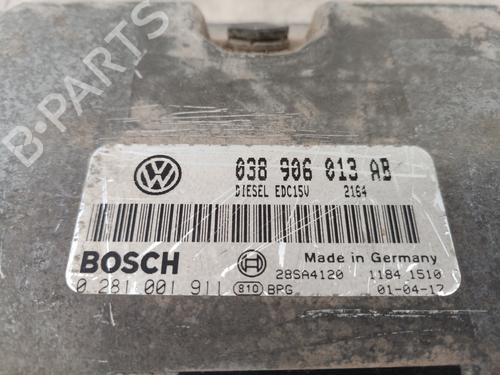 B-PARTS
038 906 013 AB
DIESEL EDC15V 2164
BOSCH
Made in Germany
28SA4120 1184 1510
0 281 001 911 810 BPG 01-04-17